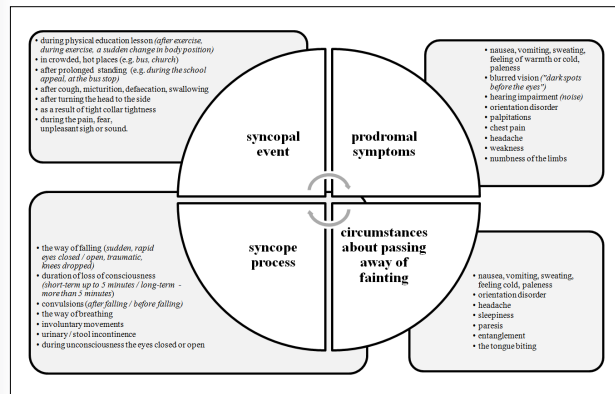 • during physical education lesson (after exercise,
during exercise, a sudden change in body position)
• in crowded, hot places (e.g. bus, church)
• after prolonged standing (e.g. during the school
appeal, at the bus stop)
• after cough, micturition, defaecation, swallowing
• after turning the head to the side
• as a result of tight collar tightness
• during the pain, fear,
unpleasant sigh or sound.
syncopal
event
prodromal
symptoms
• nausea, vomiting, sweating,
feeling of warmth or cold,
paleness
• blurred vision ("dark spots
before the eyes")
• hearing impairment (noise)
• orientation disorder
• palpitations
• chest pain
• headache
• weakness
• numbness of the limbs
• the way of falling (sudden, rapid
eyes closed / open, traumatic,
knees dropped)
• duration of loss of consciousness
(short-term up to 5 minutes / long-term -
more than 5 minutes)
• convulsions (after falling / before falling)
• the way of breathing
• involuntary movements
• urinary / stool incontinence
• during unconsciousness the eyes closed or open
syncope
process
circumstances
about passing
away of
fainting
• nausea, vomiting, sweating,
feeling cold, paleness
• orientation disorder
• headache
• sleepiness
• paresis
• entanglement
• the tongue biting